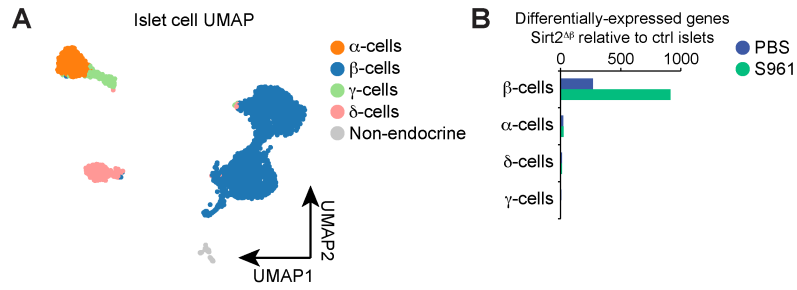 A
Islet cell UMAP
α-cells
β-cells
γ-cells
δ-cells
Non-endocrine
UMAP2
UMAP1
B
Differentially-expressed genes
Sirt2Δβ relative to ctrl islets
PBS
S961
0 500 1000
β-cells
α-cells
δ-cells
γ-cells